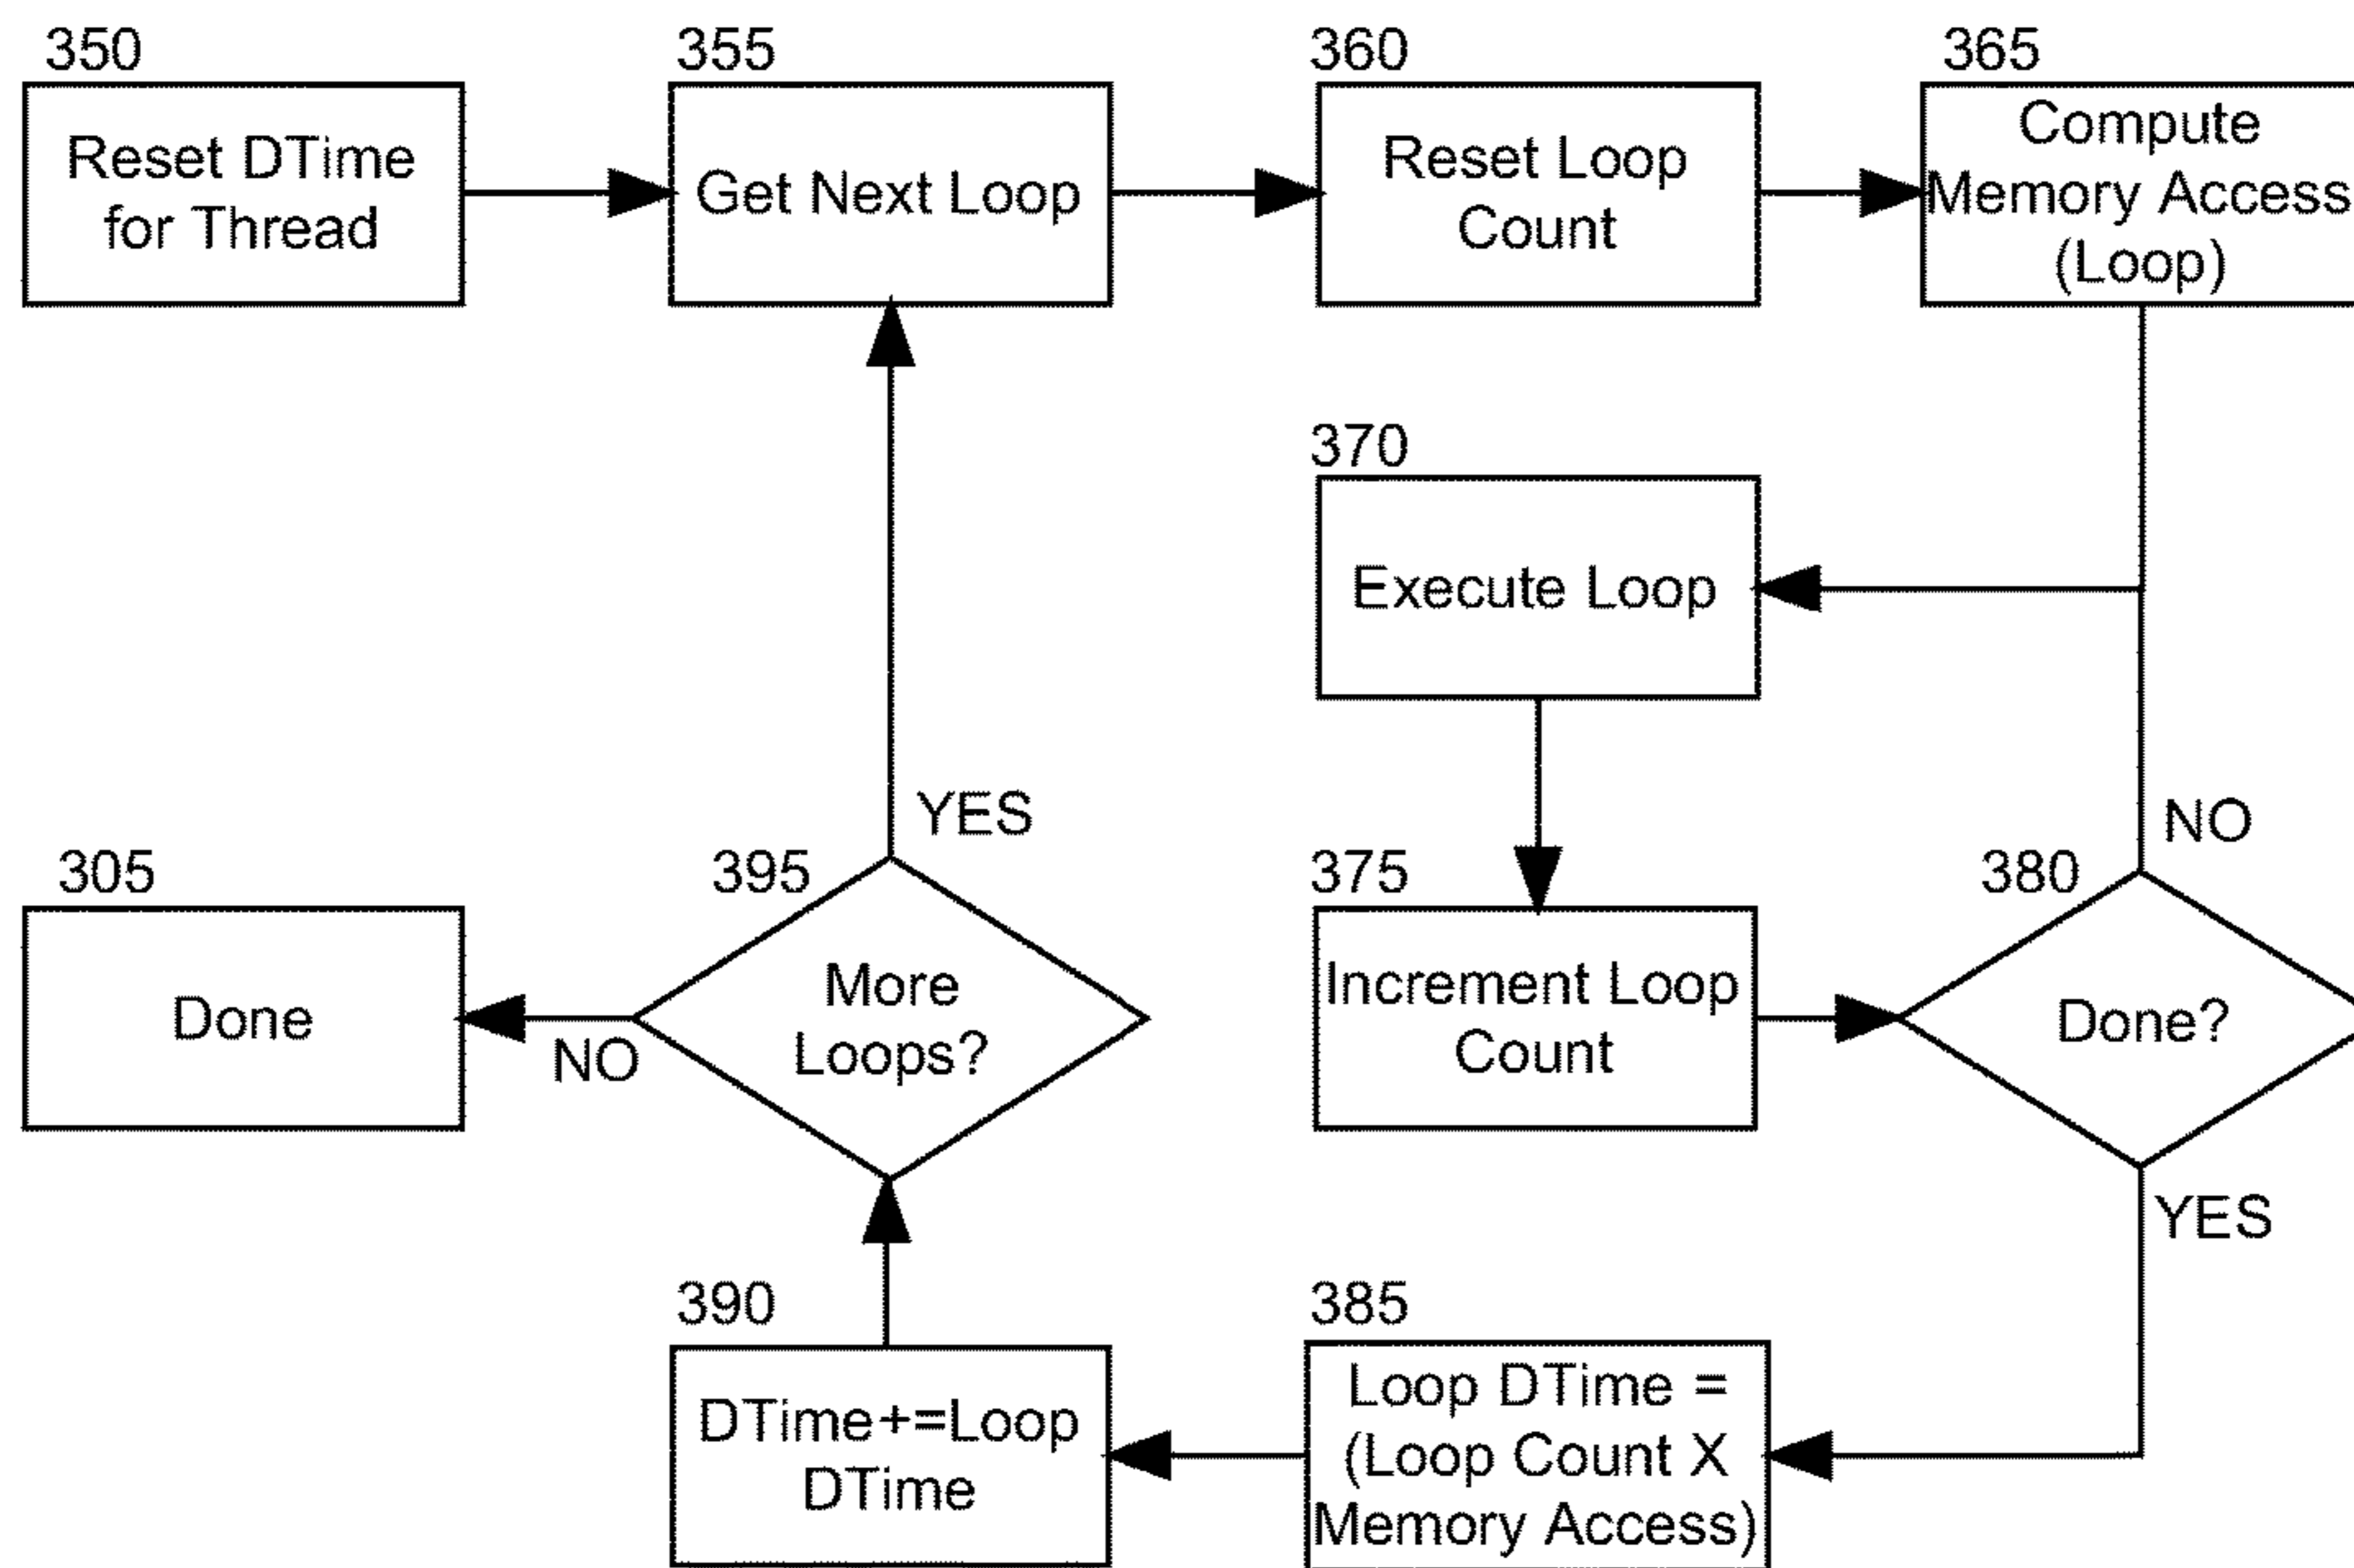 350
Reset DTime
for Thread
355
Get Next Loop
360
Reset Loop
Count
365
Compute
Memory Access
(Loop)
370
Execute Loop
YES
NO
305
Done
NO
395
More
Loops?
375
Increment Loop
Count
380
Done?
YES
390
DTime+=Loop
DTime
385
Loop DTime =
(Loop Count X
Memory Access)